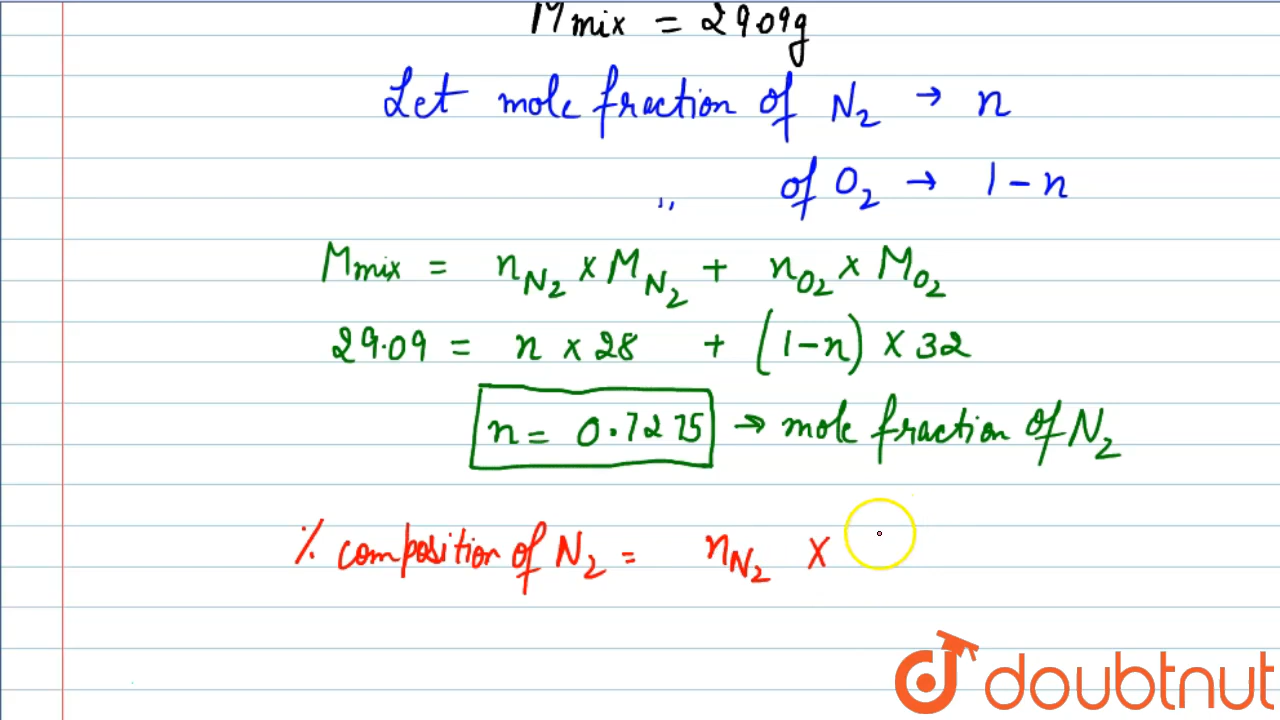 Mmix = 29.09g
Let mole fraction of N₂ → n
,, of O₂ → 1-n
Mmix = nN₂ × MN₂ + nO₂ × MO₂
29.09 = n × 28 + (1-n) × 32
n = 0.7275 → mole fraction of N₂
% composition of N₂ = nN₂ ×
doubtnut